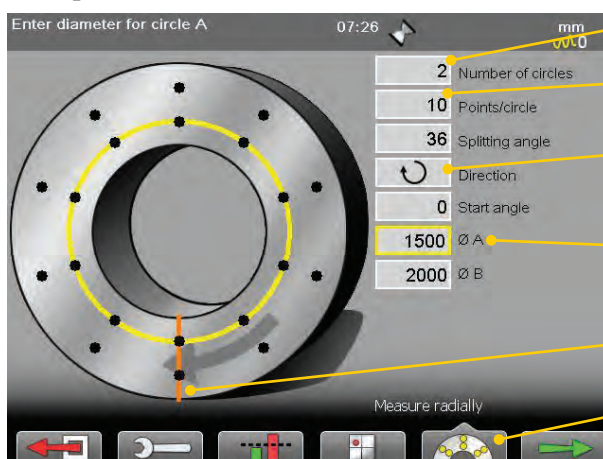 Enter diameter for circle A 07:26 mm
0
2 Number of circles
10 Points/circle
36 Splitting angle
Direction
0 Start angle
1500 Ø A
2000 Ø B
Measure radially